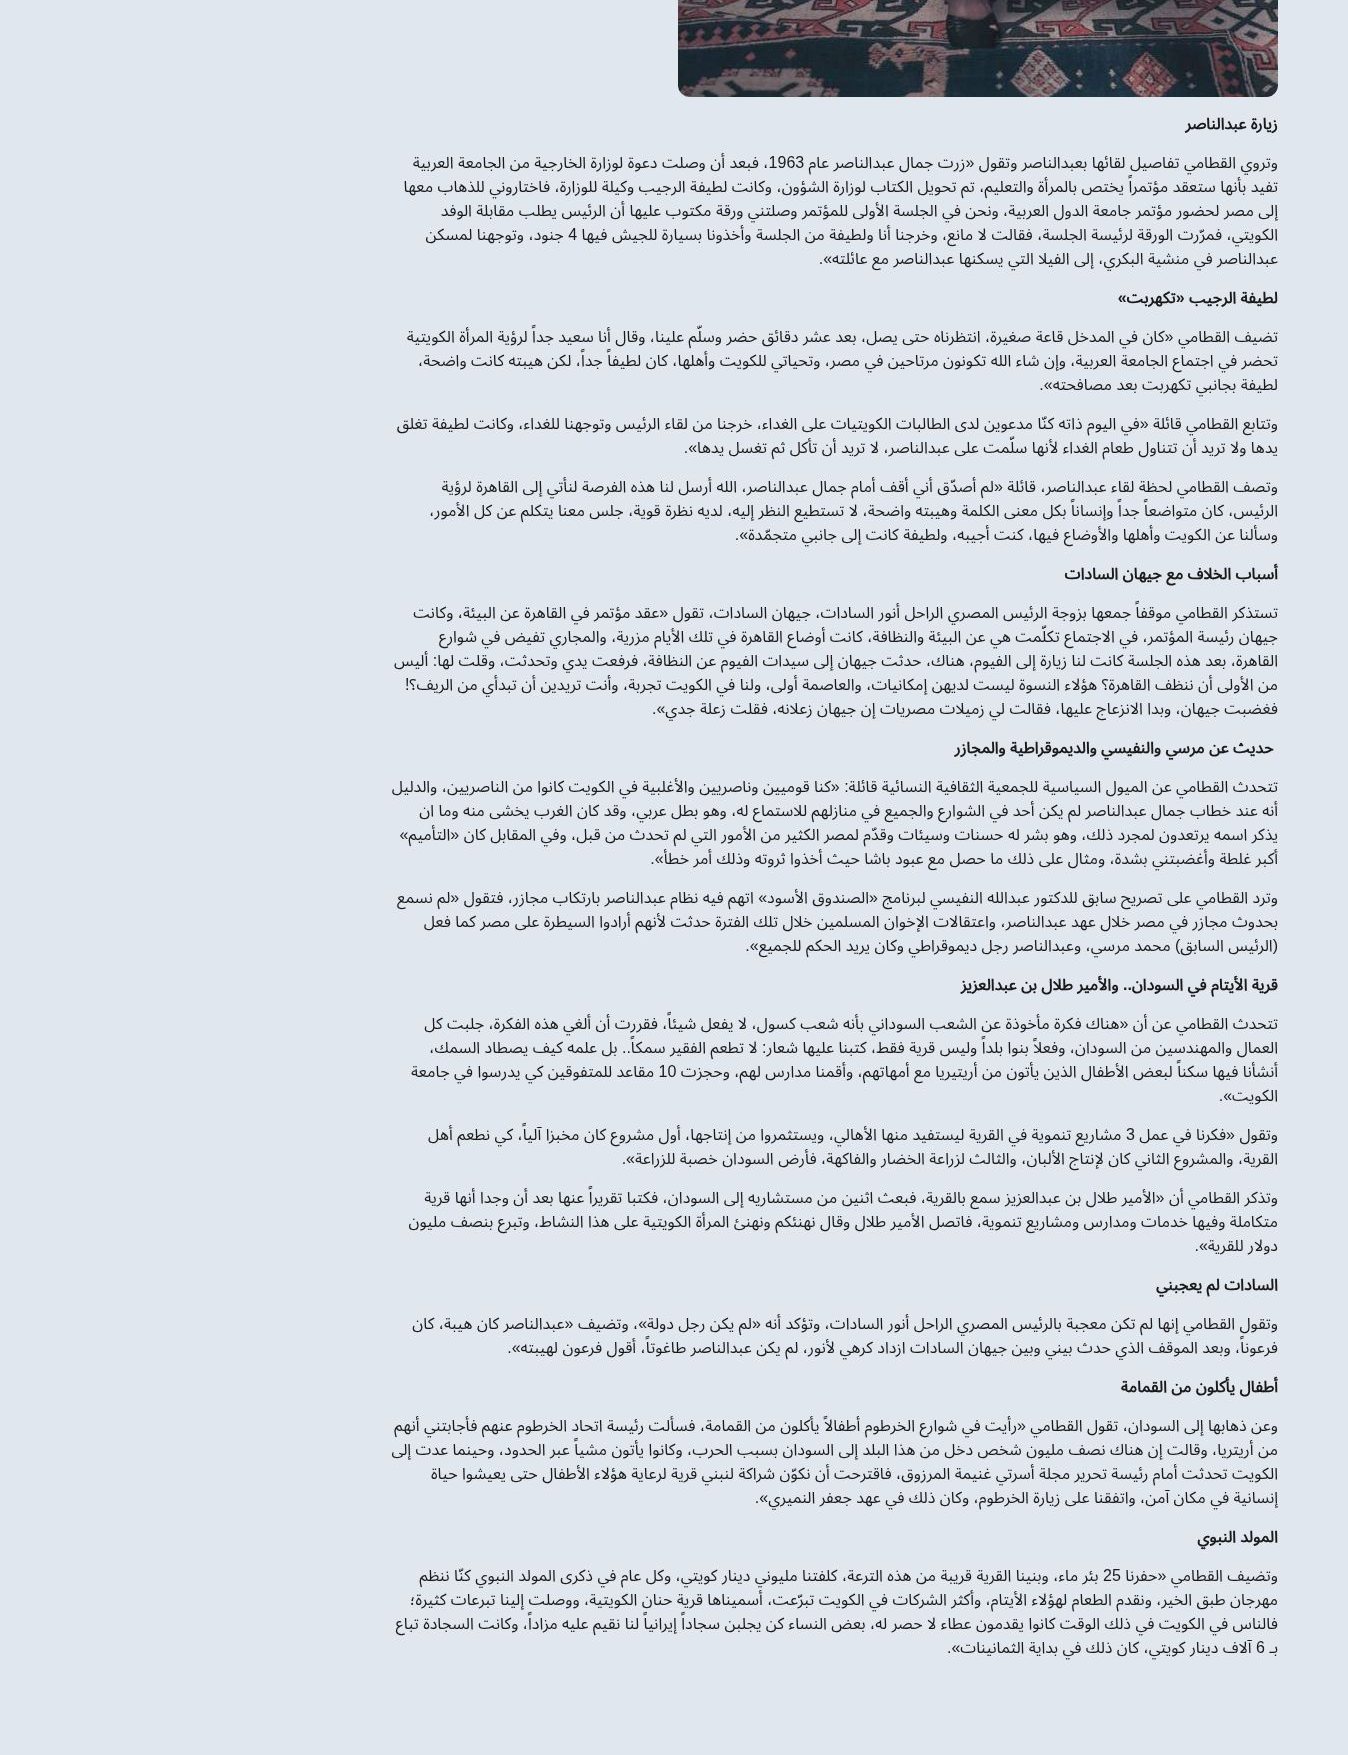 زيارة عبدالناصر
وتروي القطامي تفاصيل لقائها بعبدالناصر وتقول «زرت جمال عبدالناصر عام 1963، فبعد أن وصلت دعوة لوزارة الخارجية من الجامعة العربية
تفيد بأنها ستعقد مؤتمراً يختص بالمرأة والتعليم، تم تحويل الكتاب لوزارة الشؤون، وكانت لطيفة الرجيب وكيلة للوزارة، فاختاروني للذهاب معها
إلى مصر لحضور مؤتمر جامعة الدول العربية، ونحن في الجلسة الأولى للمؤتمر وصلتني ورقة مكتوب عليها أن الرئيس يطلب مقابلة الوفد
الكويتي، فمرّرت الورقة لرئيسة الجلسة، فقالت لا مانع، وخرجنا أنا ولطيفة من الجلسة وأخذونا بسيارة للجيش فيها 4 جنود، وتوجهنا لمسكن
عبدالناصر في منشية البكري، إلى الفيلا التي يسكنها عبدالناصر مع عائلته».
لطيفة الرجيب «تكهربت»
تضيف القطامي «كان في المدخل قاعة صغيرة، انتظرناه حتى يصل، بعد عشر دقائق حضر وسلّم علينا، وقال أنا سعيد جداً لرؤية المرأة الكويتية
تحضر في اجتماع الجامعة العربية، وإن شاء الله تكونون مرتاحين في مصر، وتحياتي للكويت وأهلها، كان لطيفاً جداً، لكن هيبته كانت واضحة،
لطيفة بجانبي تكهربت بعد مصافحته».
وتتابع القطامي قائلة «في اليوم ذاته كنّا مدعوين لدى الطالبات الكويتيات على الغداء، خرجنا من لقاء الرئيس وتوجهنا للغداء، وكانت لطيفة تغلق
يدها ولا تريد أن تتناول طعام الغداء لأنها سلّمت على عبدالناصر، لا تريد أن تأكل ثم تغسل يدها».
وتصف القطامي لحظة لقاء عبدالناصر، قائلة «لم أصدّق أني أقف أمام جمال عبدالناصر، الله أرسل لنا هذه الفرصة لنأتي إلى القاهرة لرؤية
الرئيس، كان متواضعاً جداً وإنساناً بكل معنى الكلمة وهيبته واضحة، لا تستطيع النظر إليه، لديه نظرة قوية، جلس معنا يتكلم عن كل الأمور،
وسألنا عن الكويت وأهلها والأوضاع فيها، كنت أجيبه، ولطيفة كانت إلى جانبي متجمّدة».
أسباب الخلاف مع جيهان السادات
تستذكر القطامي موقفاً جمعها بزوجة الرئيس المصري الراحل أنور السادات، جيهان السادات، تقول «عقد مؤتمر في القاهرة عن البيئة، وكانت
جيهان رئيسة المؤتمر، في الاجتماع تكلّمت هي عن البيئة والنظافة، كانت أوضاع القاهرة في تلك الأيام مزرية، والمجاري تفيض في شوارع
القاهرة، بعد هذه الجلسة كانت لنا زيارة إلى الفيوم، هناك، حدثت جيهان إلى سيدات الفيوم عن النظافة، فرفعت يدي وتحدثت، وقلت لها: أليس
من الأولى أن ننظف القاهرة؟ هؤلاء النسوة ليست لديهن إمكانيات، والعاصمة أولى، ولنا في الكويت تجربة، وأنت تريدين أن تبدأي من الريف؟!
فغضبت جيهان، وبدا الانزعاج عليها، فقالت لي زميلات مصريات إن جيهان زعلانه، فقلت زعلة جدي».
حديث عن مرسي والنفيسي والديموقراطية والمجازر
تتحدث القطامي عن الميول السياسية للجمعية الثقافية النسائية قائلة: «كنا قوميين وناصريين والأغلبية في الكويت كانوا من الناصريين، والدليل
أنه عند خطاب جمال عبدالناصر لم يكن أحد في الشوارع والجميع في منازلهم للاستماع له، وهو بطل عربي، وقد كان الغرب يخشى منه وما ان
يذكر اسمه يرتعدون لمجرد ذلك، وهو بشر له حسنات وسيئات وقدّم لمصر الكثير من الأمور التي لم تحدث من قبل، وفي المقابل كان «التأميم»
أكبر غلطة وأغضبتني بشدة، ومثال على ذلك ما حصل مع عبود باشا حيث أخذوا ثروته وذلك أمر خطأ».
وترد القطامي على تصريح سابق للدكتور عبدالله النفيسي لبرنامج «الصندوق الأسود» اتهم فيه نظام عبدالناصر بارتكاب مجازر، فتقول «لم نسمع
بحدوث مجازر في مصر خلال عهد عبدالناصر، واعتقالات الإخوان المسلمين خلال تلك الفترة حدثت لأنهم أرادوا السيطرة على مصر كما فعل
(الرئيس السابق) محمد مرسي، وعبدالناصر رجل ديموقراطي وكان يريد الحكم للجميع».
قرية الأيتام في السودان.. والأمير طلال بن عبدالعزيز
تتحدث القطامي عن أن «هناك فكرة مأخوذة عن الشعب السوداني بأنه شعب كسول، لا يفعل شيئاً، فقررت أن ألغي هذه الفكرة، جلبت كل
العمال والمهندسين من السودان، وفعلاً بنوا بلداً وليس قرية فقط، كتبنا عليها شعار: لا تطعم الفقير سمكاً.. بل علمه كيف يصطاد السمك،
أنشأنا فيها سكناً لبعض الأطفال الذين يأتون من أريتيريا مع أمهاتهم، وأقمنا مدارس لهم، وحجزت 10 مقاعد للمتفوقين كي يدرسوا في جامعة
الكويت».
وتقول «فكرنا في عمل 3 مشاريع تنموية في القرية ليستفيد منها الأهالي، ويستثمروا من إنتاجها، أول مشروع كان مخبزا آلياً، كي نطعم أهل
القرية، والمشروع الثاني كان لإنتاج الألبان، والثالث لزراعة الخضار والفاكهة، فأرض السودان خصبة للزراعة».
وتذكر القطامي أن «الأمير طلال بن عبدالعزيز سمع بالقرية، فبعث اثنين من مستشاريه إلى السودان، فكتبا تقريراً عنها بعد أن وجدا أنها قرية
متكاملة وفيها خدمات ومدارس ومشاريع تنموية، فاتصل الأمير طلال وقال نهنئكم ونهنئ المرأة الكويتية على هذا النشاط، وتبرع بنصف مليون
دولار للقرية».
السادات لم يعجبني
وتقول القطامي إنها لم تكن معجبة بالرئيس المصري الراحل أنور السادات، وتؤكد أنه «لم يكن رجل دولة»، وتضيف «عبدالناصر كان هيبة، كان
فرعوناً، وبعد الموقف الذي حدث بيني وبين جيهان السادات ازداد كرهي لأنور، لم يكن عبدالناصر طاغوتاً، أقول فرعون لهيبته».
أطفال يأكلون من القمامة
وعن ذهابها إلى السودان، تقول القطامي «رأيت في شوارع الخرطوم أطفالاً يأكلون من القمامة، فسألت رئيسة اتحاد الخرطوم عنهم فأجابتني أنهم
من أريتريا، وقالت إن هناك نصف مليون شخص دخل من هذا البلد إلى السودان بسبب الحرب، وكانوا يأتون مشياً عبر الحدود، وحينما عدت إلى
الكويت تحدثت أمام رئيسة تحرير مجلة أسرتي غنيمة المرزوق، فاقترحت أن نكوّن شراكة لنبني قرية لرعاية هؤلاء الأطفال حتى يعيشوا حياة
إنسانية في مكان آمن، واتفقنا على زيارة الخرطوم، وكان ذلك في عهد جعفر النميري».
المولد النبوي
وتضيف القطامي «حفرنا 25 بئر ماء، وبنينا القرية قريبة من هذه الترعة، كلفتنا مليوني دينار كويتي، وكل عام في ذكرى المولد النبوي كنّا ننظم
مهرجان طبق الخير، ونقدم الطعام لهؤلاء الأيتام، وأكثر الشركات في الكويت تبرّعت، أسميناها قرية حنان الكويتية، ووصلت إلينا تبرعات كثيرة؛
فالناس في الكويت في ذلك الوقت كانوا يقدمون عطاء لا حصر له، بعض النساء كن يجلبن سجاداً إيرانياً لنا نقيم عليه مزاداً، وكانت السجادة تباع
بـ 6 آلاف دينار كويتي، كان ذلك في بداية الثمانينات».